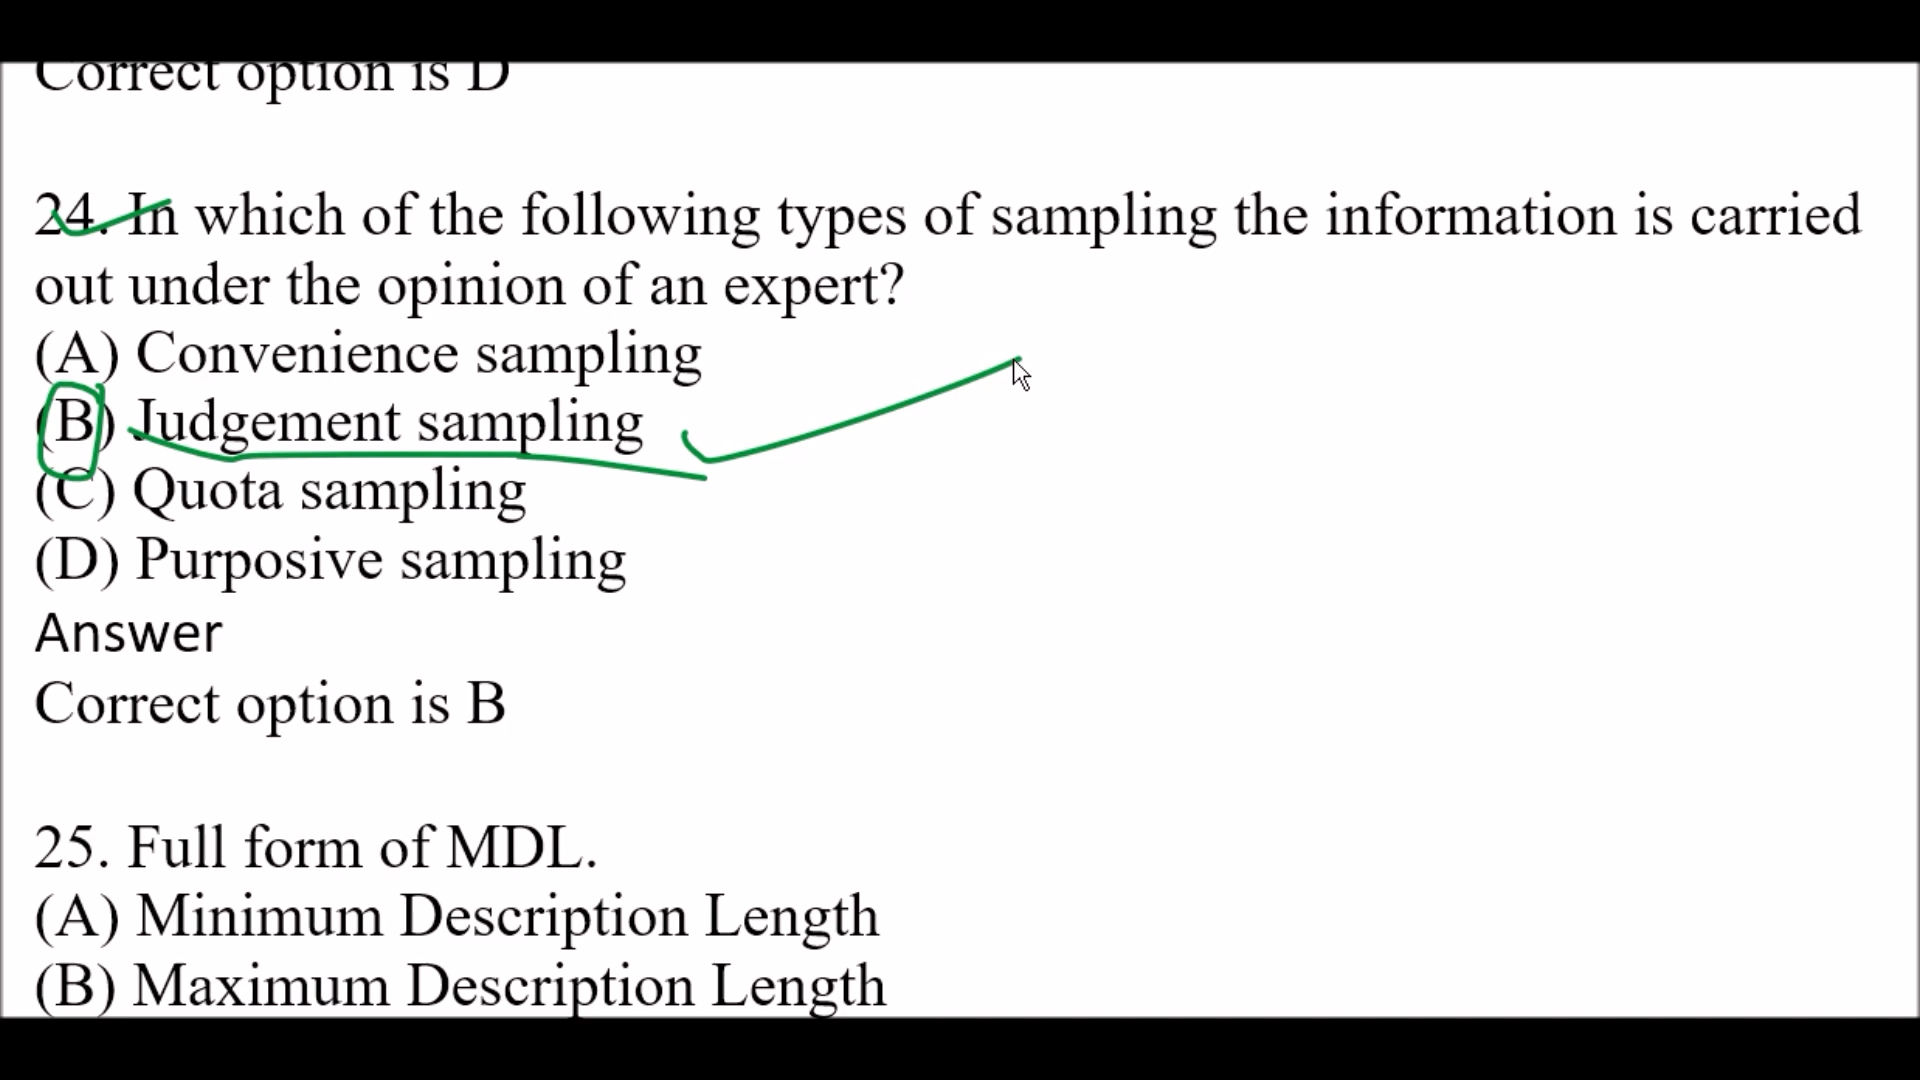 Correct option is D
24. In which of the following types of sampling the information is carried
out under the opinion of an expert?
(A) Convenience sampling
(B) Judgement sampling
(C) Quota sampling
(D) Purposive sampling
Answer
Correct option is B
25. Full form of MDL.
(A) Minimum Description Length
(B) Maximum Description Length